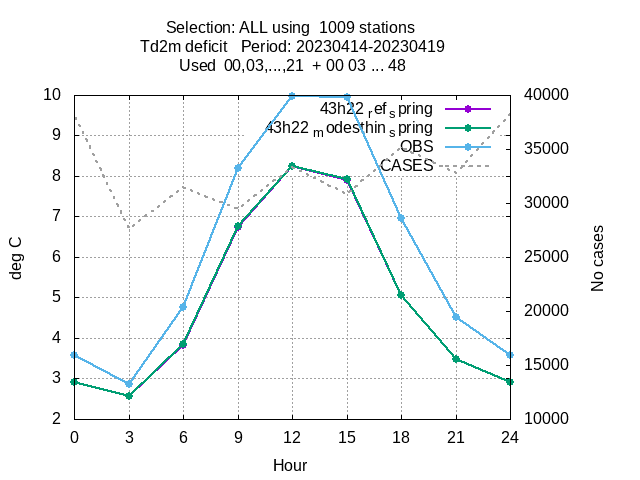 Selection: ALL using  1009 stations
Td2m deficit   Period: 20230414-20230419
Used  00,03,...,21  + 00 03 ... 48
10 40000
43h22 ref spring
43h22 modesthin spring
9
35000
OBS
CASES
8
30000
7
6 25000
5
20000
4
15000
3
2 10000
deg C
No cases
0 3 6 9 12 15 18 21 24
Hour